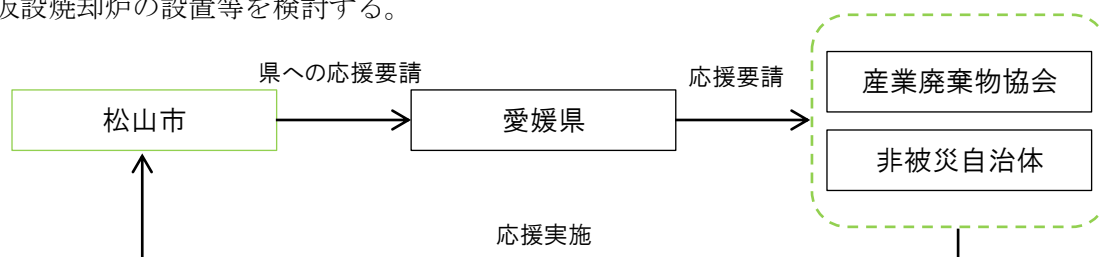 仮設焼却炉の設置等を検討する。
県への応援要請
応援要請
産業廃棄物協会
松山市
愛媛県
非被災自治体
応援実施